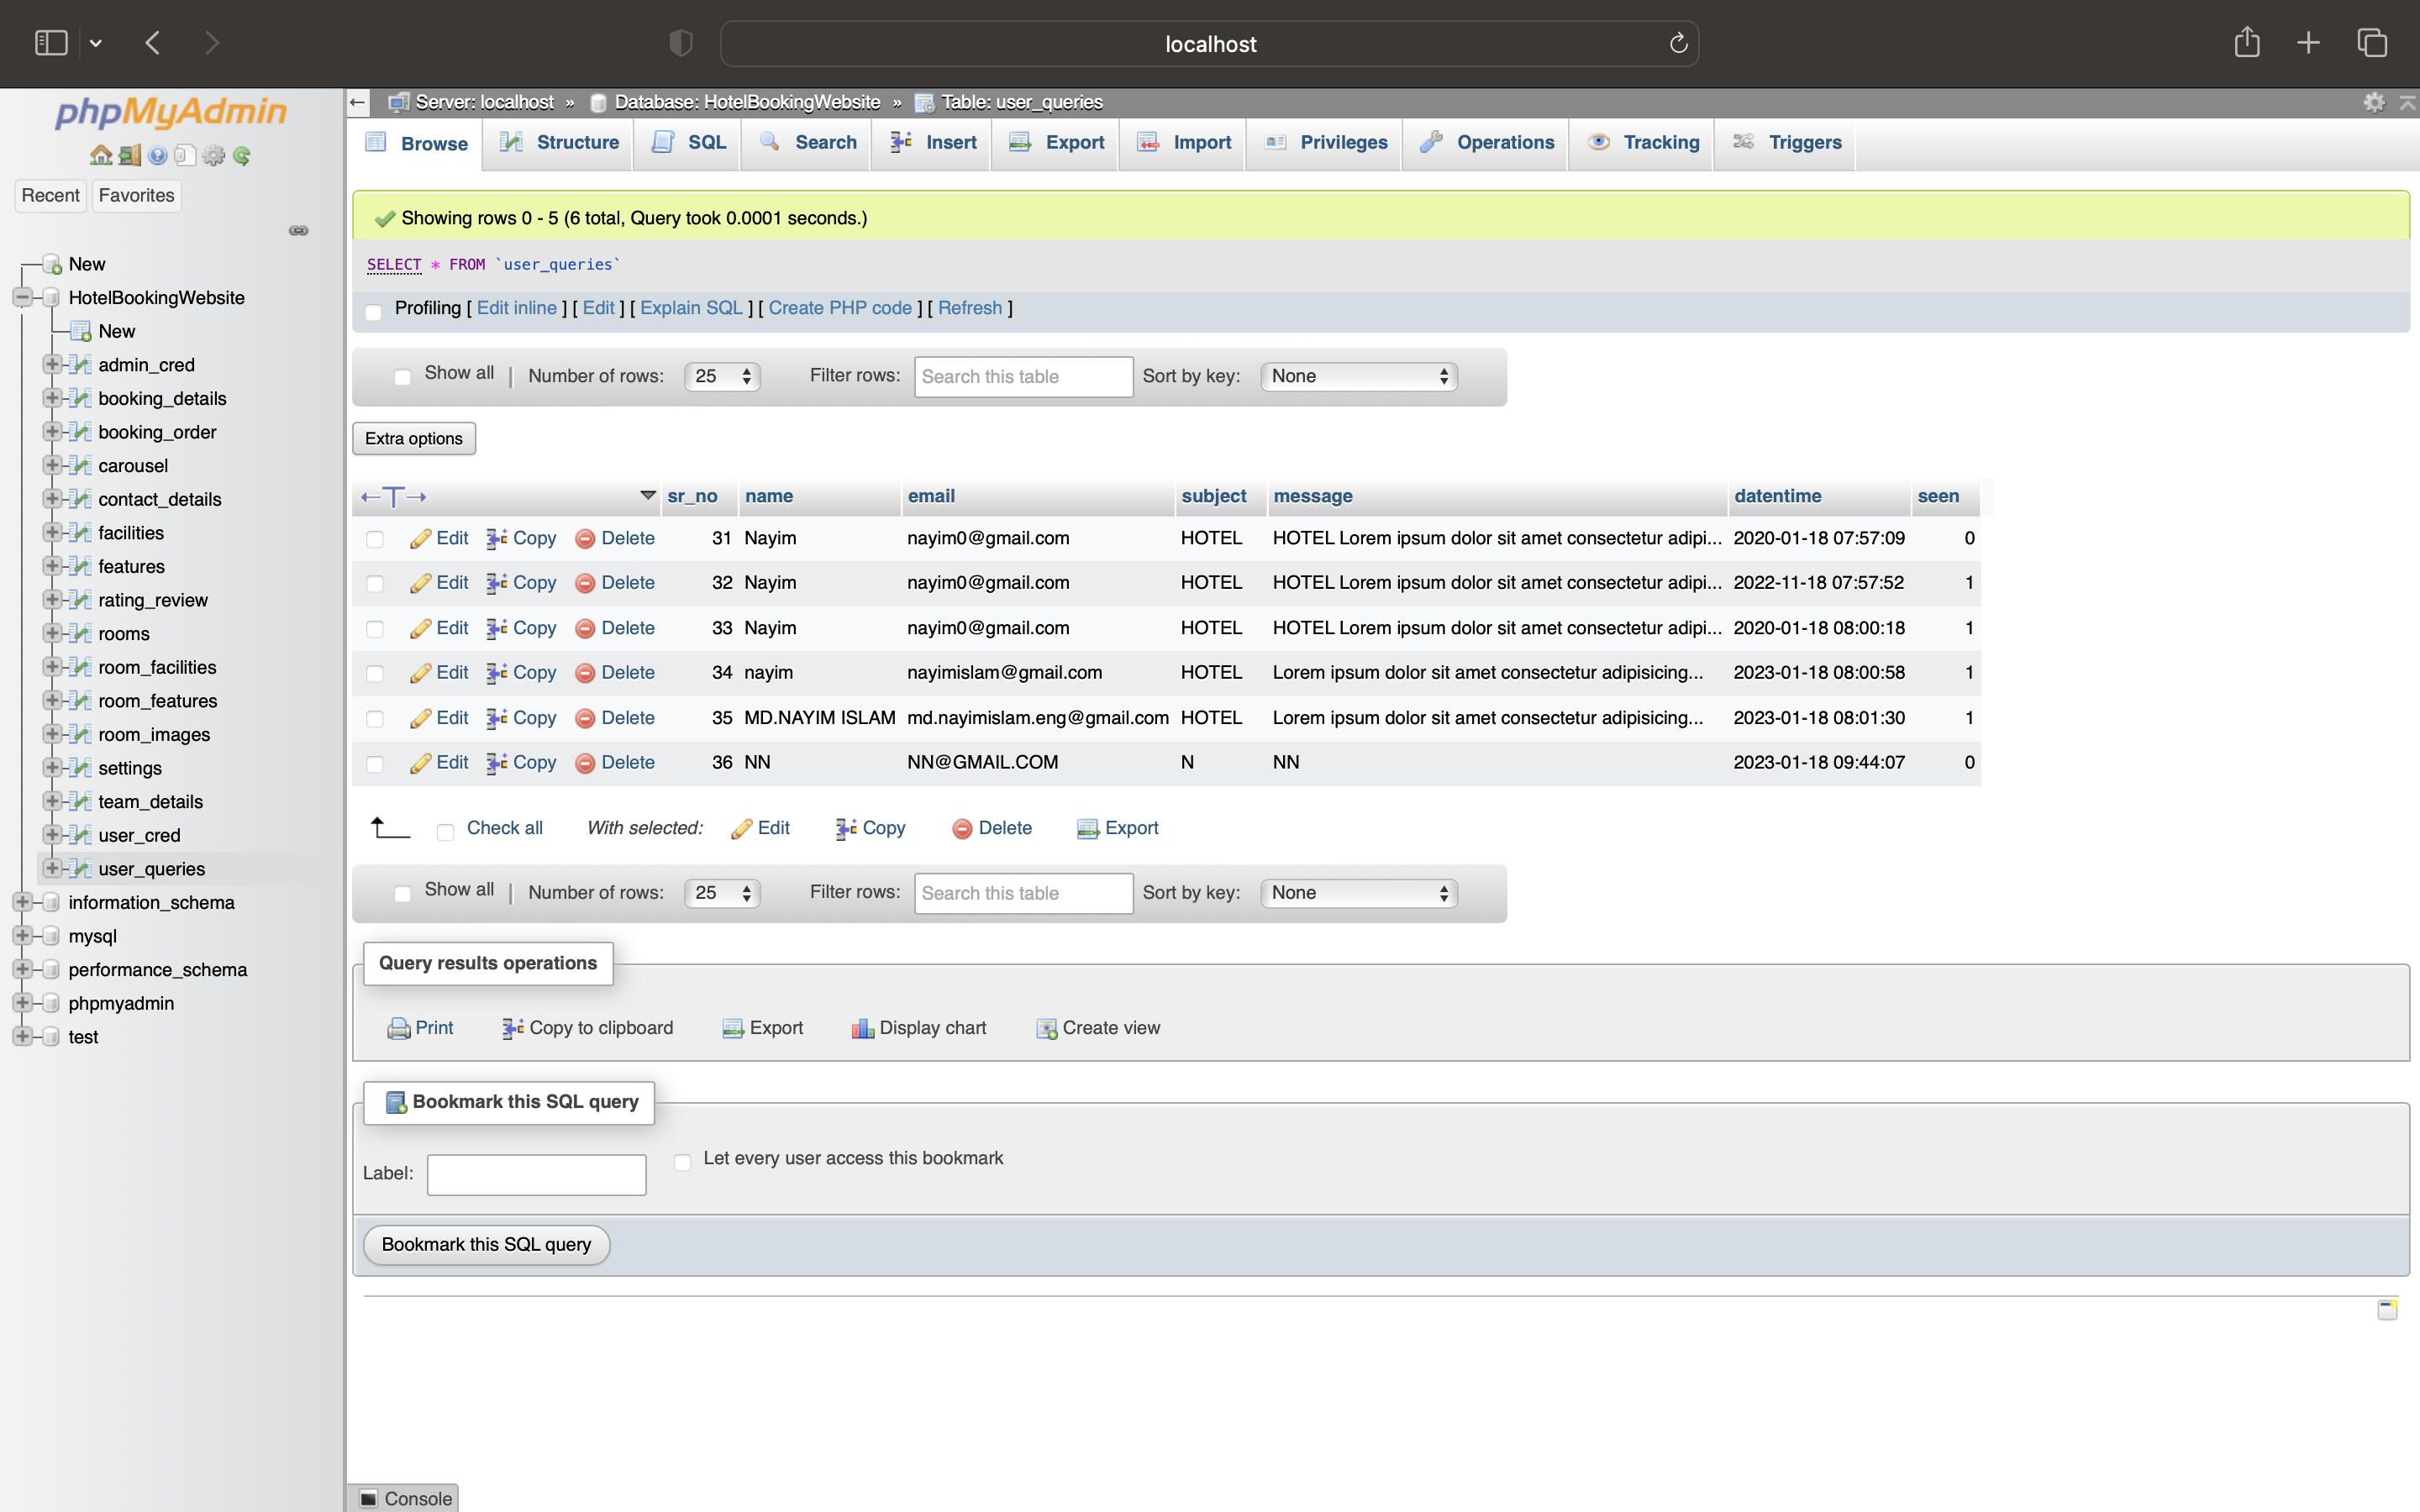 localhost
phpMyAdmin
Recent Favorites
New
HotelBookingWebsite
New
admin_cred
booking_details
booking_order
carousel
contact_details
facilities
features
rating_review
rooms
room_facilities
room_features
room_images
settings
team_details
user_cred
user_queries
information_schema
mysql
performance_schema
phpmyadmin
test
Server: localhost » Database: HotelBookingWebsite » Table: user_queries
Browse Structure SQL Search Insert Export Import Privileges Operations Tracking Triggers
Showing rows 0 - 5 (6 total, Query took 0.0001 seconds.)
SELECT * FROM `user_queries`
Profiling [ Edit inline ] [ Edit ] [ Explain SQL ] [ Create PHP code ] [ Refresh ]
Show all | Number of rows: 25 Filter rows: Search this table Sort by key: None
Extra options
←T→ sr_no name email subject message datentime seen
Edit Copy Delete 31 Nayim nayim0@gmail.com HOTEL HOTEL Lorem ipsum dolor sit amet consectetur adipi... 2020-01-18 07:57:09 0
Edit Copy Delete 32 Nayim nayim0@gmail.com HOTEL HOTEL Lorem ipsum dolor sit amet consectetur adipi... 2022-11-18 07:57:52 1
Edit Copy Delete 33 Nayim nayim0@gmail.com HOTEL HOTEL Lorem ipsum dolor sit amet consectetur adipi... 2020-01-18 08:00:18 1
Edit Copy Delete 34 nayim nayimislam@gmail.com HOTEL Lorem ipsum dolor sit amet consectetur adipisicing... 2023-01-18 08:00:58 1
Edit Copy Delete 35 MD.NAYIM ISLAM md.nayimislam.eng@gmail.com HOTEL Lorem ipsum dolor sit amet consectetur adipisicing... 2023-01-18 08:01:30 1
Edit Copy Delete 36 NN NN@GMAIL.COM N NN 2023-01-18 09:44:07 0
Check all With selected: Edit Copy Delete Export
Show all | Number of rows: 25 Filter rows: Search this table Sort by key: None
Query results operations
Print Copy to clipboard Export Display chart Create view
Bookmark this SQL query
Label: Let every user access this bookmark
Bookmark this SQL query
Console